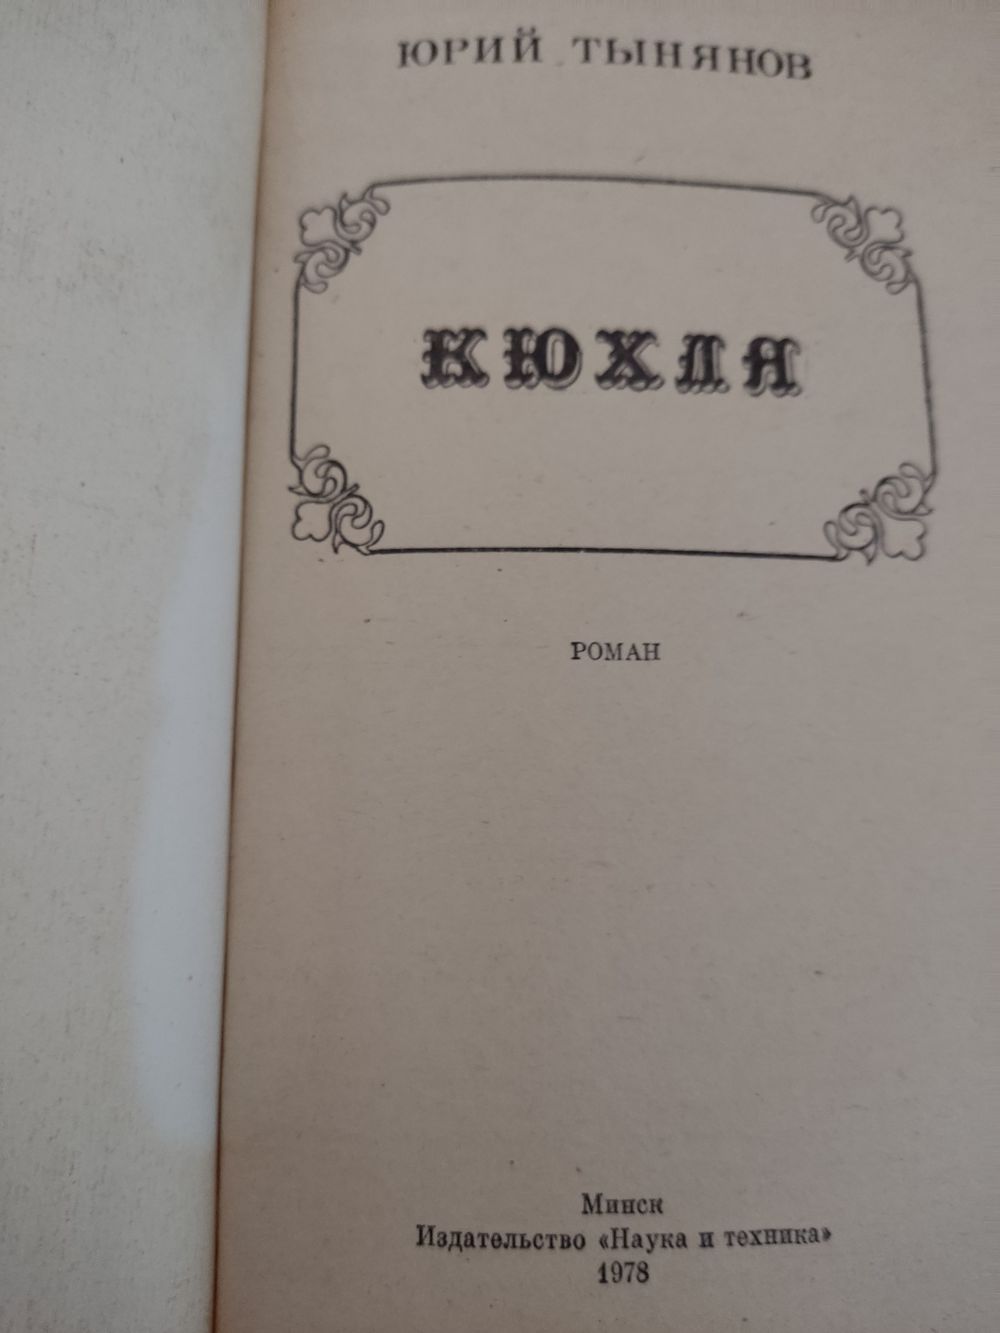 ЮРИЙ ТЫНЯНОВ
КЮХЛЯ
РОМАН
Минск
Издательство «Наука и техника»
1978